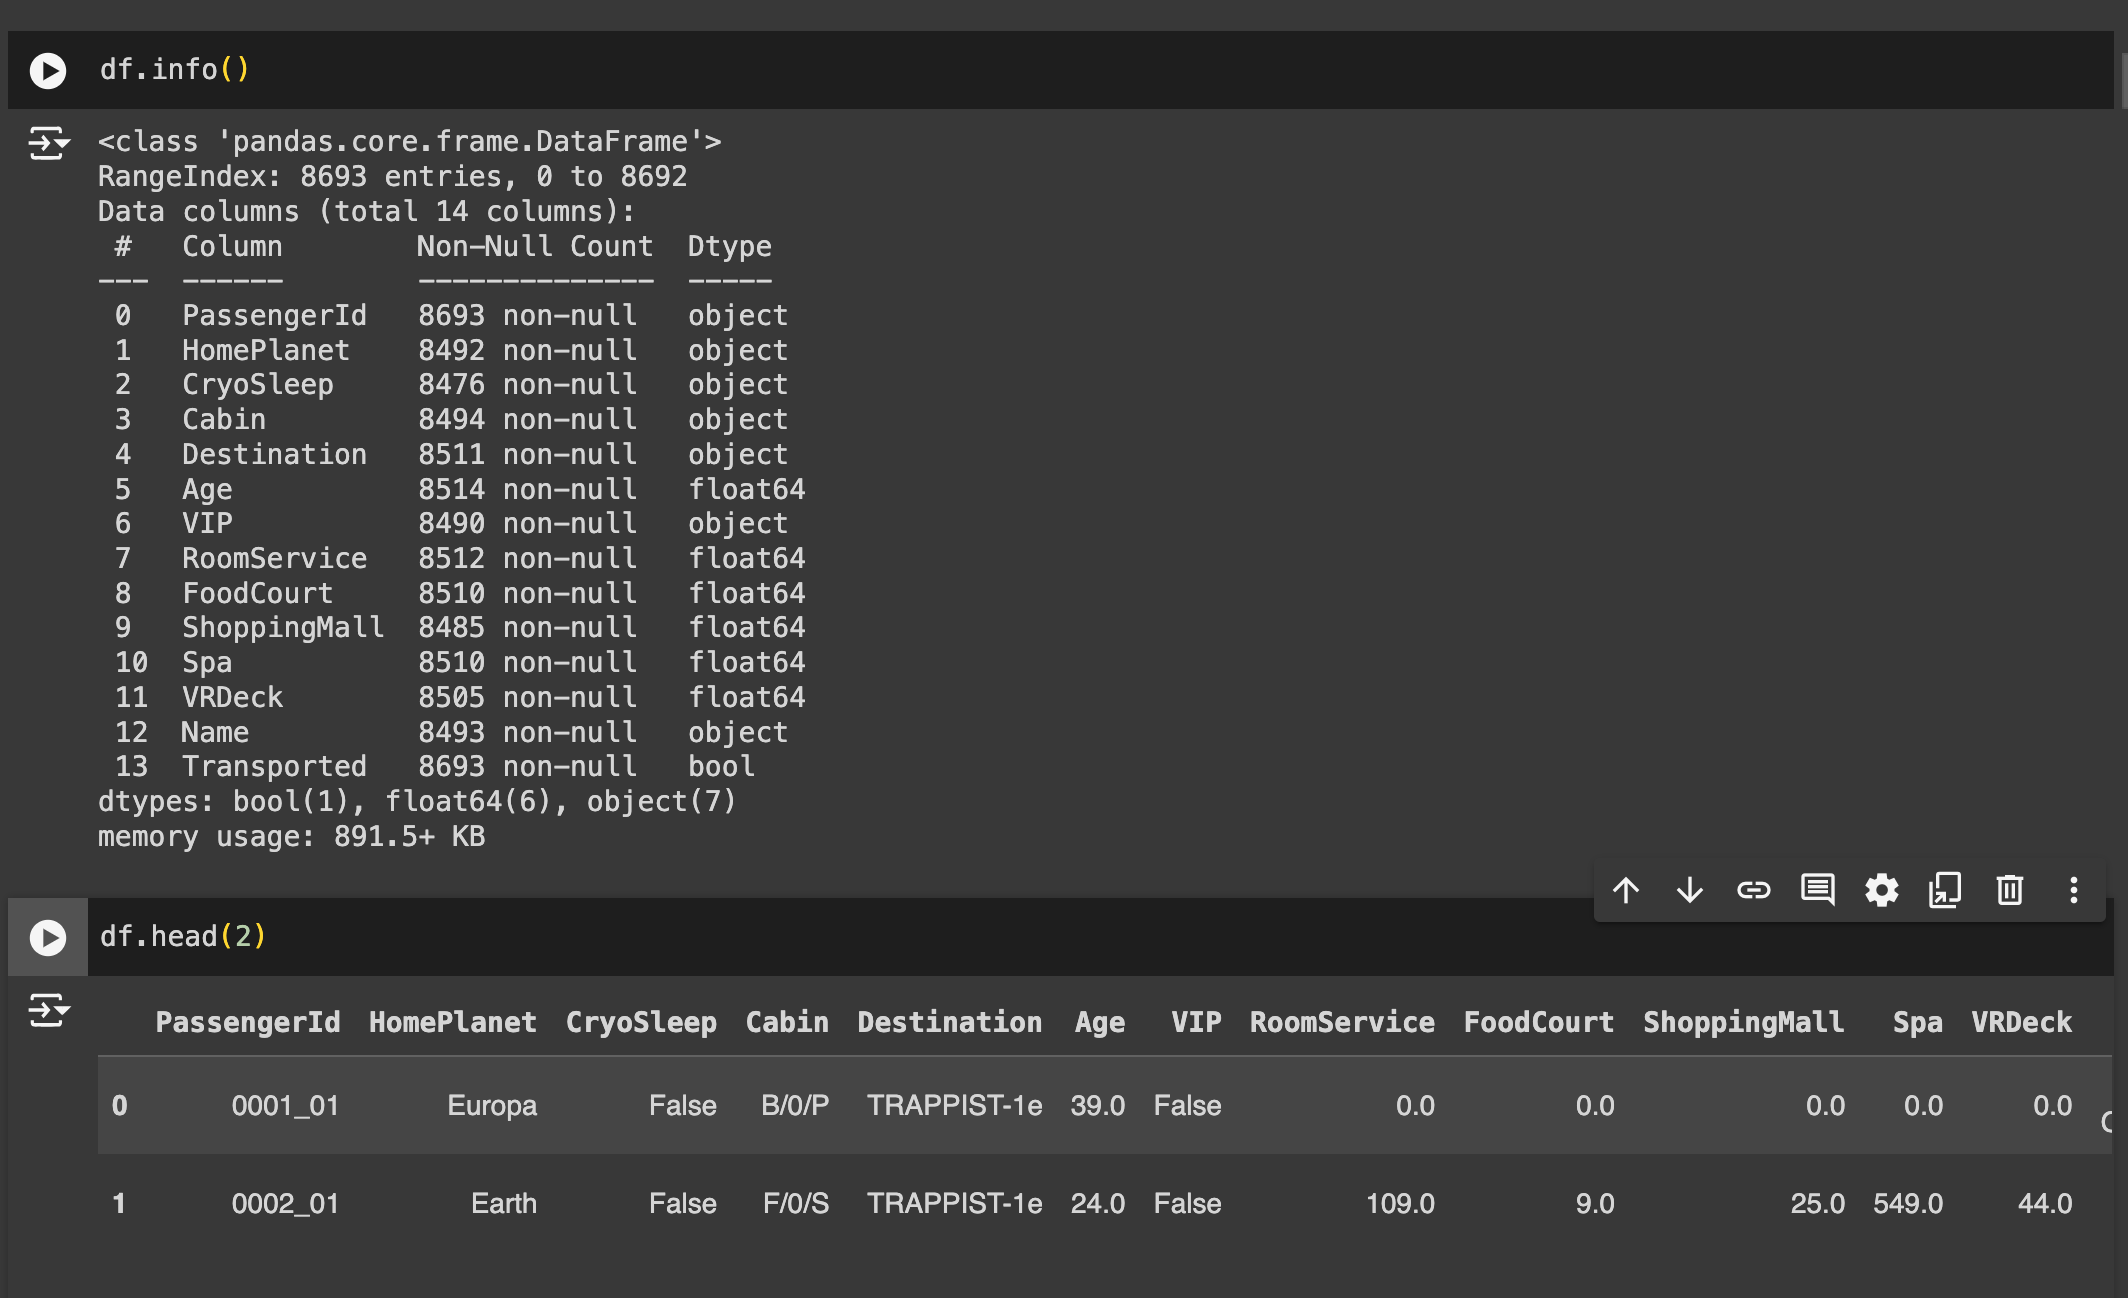 df.info()
<class 'pandas.core.frame.DataFrame'>
RangeIndex: 8693 entries, 0 to 8692
Data columns (total 14 columns):
 #   Column        Non-Null Count  Dtype
---  ------        --------------  -----
 0   PassengerId   8693 non-null   object
 1   HomePlanet    8492 non-null   object
 2   CryoSleep     8476 non-null   object
 3   Cabin         8494 non-null   object
 4   Destination   8511 non-null   object
 5   Age           8514 non-null   float64
 6   VIP           8490 non-null   object
 7   RoomService   8512 non-null   float64
 8   FoodCourt     8510 non-null   float64
 9   ShoppingMall  8485 non-null   float64
 10  Spa           8510 non-null   float64
 11  VRDeck        8505 non-null   float64
 12  Name          8493 non-null   object
 13  Transported   8693 non-null   bool
dtypes: bool(1), float64(6), object(7)
memory usage: 891.5+ KB
df.head(2)
PassengerId HomePlanet CryoSleep Cabin Destination Age VIP RoomService FoodCourt ShoppingMall Spa VRDeck
0 0001_01 Europa False B/0/P TRAPPIST-1e 39.0 False 0.0 0.0 0.0 0.0 0.0
1 0002_01 Earth False F/0/S TRAPPIST-1e 24.0 False 109.0 9.0 25.0 549.0 44.0